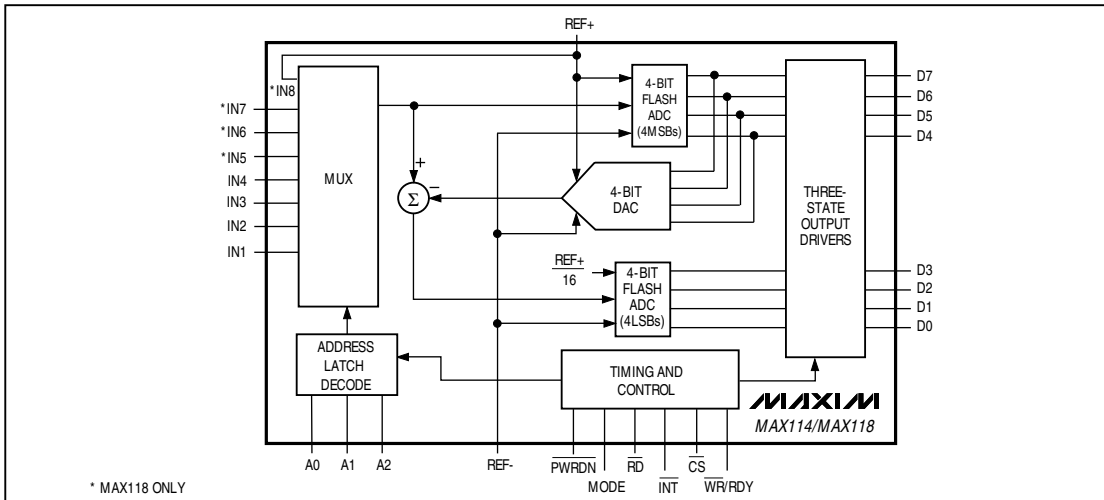 REF+
*IN8
*IN7
*IN6
*IN5
IN4
IN3
IN2
IN1
MUX
+
Σ
−
4-BIT
FLASH
ADC
(4MSBs)
4-BIT
DAC
REF+
16
4-BIT
FLASH
ADC
(4LSBs)
THREE-
STATE
OUTPUT
DRIVERS
D7
D6
D5
D4
D3
D2
D1
D0
ADDRESS
LATCH
DECODE
TIMING AND
CONTROL
MAXIM
MAX114/MAX118
A0
A1
A2
REF-
PWRDN
MODE
RD
INT
CS
WR/RDY
* MAX118 ONLY